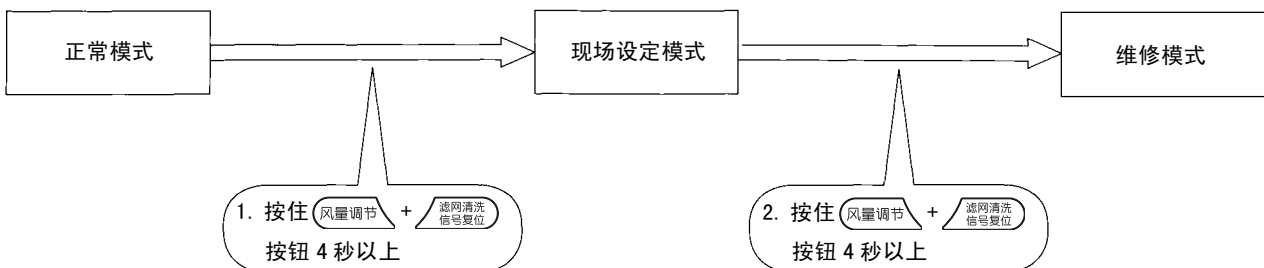 正常模式
现场设定模式
维修模式
1. 按住 风量调节 + 滤网清洗
信号复位
按钮 4 秒以上
2. 按住 风量调节 + 滤网清洗
信号复位
按钮 4 秒以上